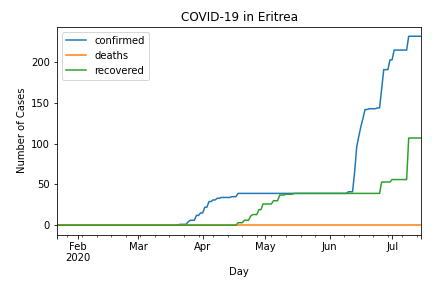 COVID-19 in Eritrea
confirmed
deaths
recovered
Number of Cases
200
150
100
50
0
Feb
2020
Mar
Apr
May
Jun
Jul
Day